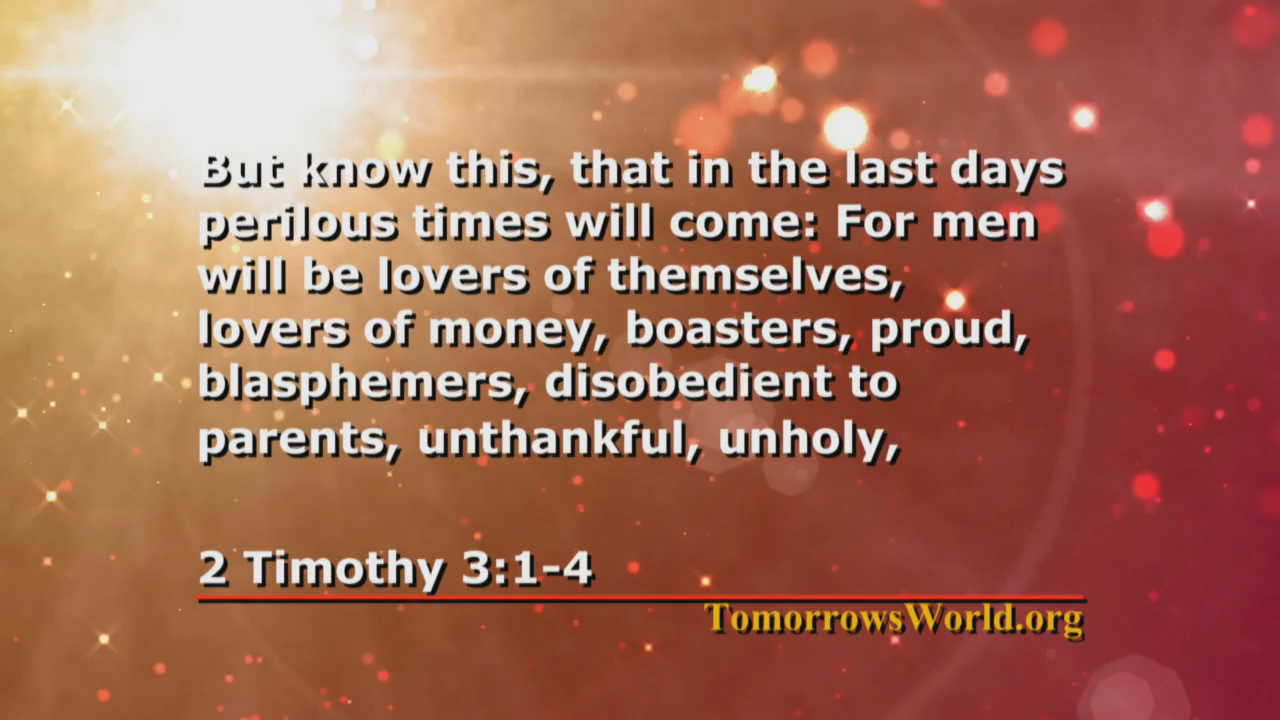 But know this, that in the last days
perilous times will come: For men
will be lovers of themselves,
lovers of money, boasters, proud,
blasphemers, disobedient to
parents, unthankful, unholy,
2 Timothy 3:1-4
TomorrowsWorld.org